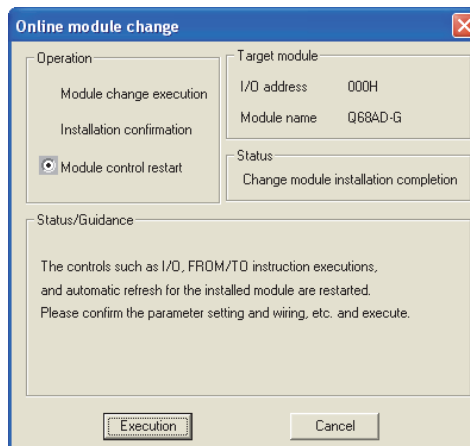 Online module change
Operation
Module change execution
Installation confirmation
Module control restart
Target module
I/O address 000H
Module name Q68AD-G
Status
Change module installation completion
Status/Guidance
The controls such as I/O, FROM/TO instruction executions,
and automatic refresh for the installed module are restarted.
Please confirm the parameter setting and wiring, etc. and execute.
Execution
Cancel